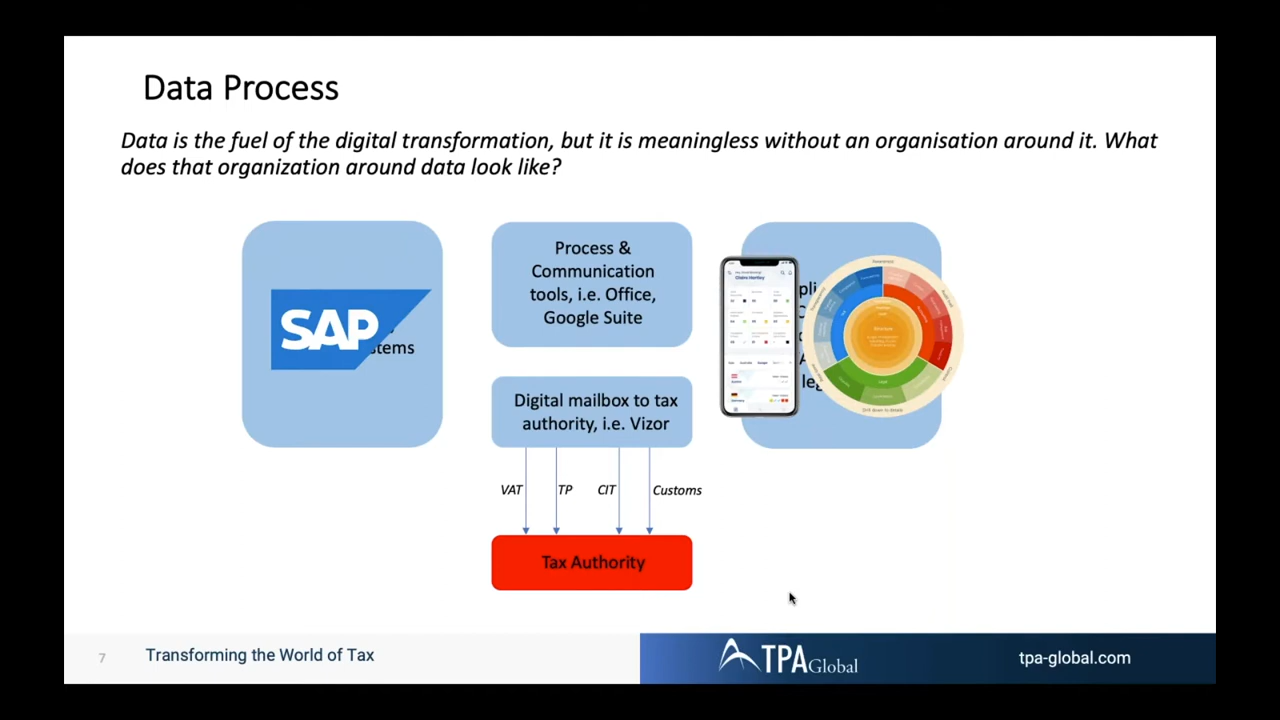 Data Process
Data is the fuel of the digital transformation, but it is meaningless without an organisation around it. What
does that organization around data look like?
SAP
stems
Process &
Communication
tools, i.e. Office,
Google Suite
Digital mailbox to tax
authority, i.e. Vizor
pli
leg
VAT
TP
CIT
Customs
Tax Authority
7
Transforming the World of Tax
TPA Global
tpa-global.com